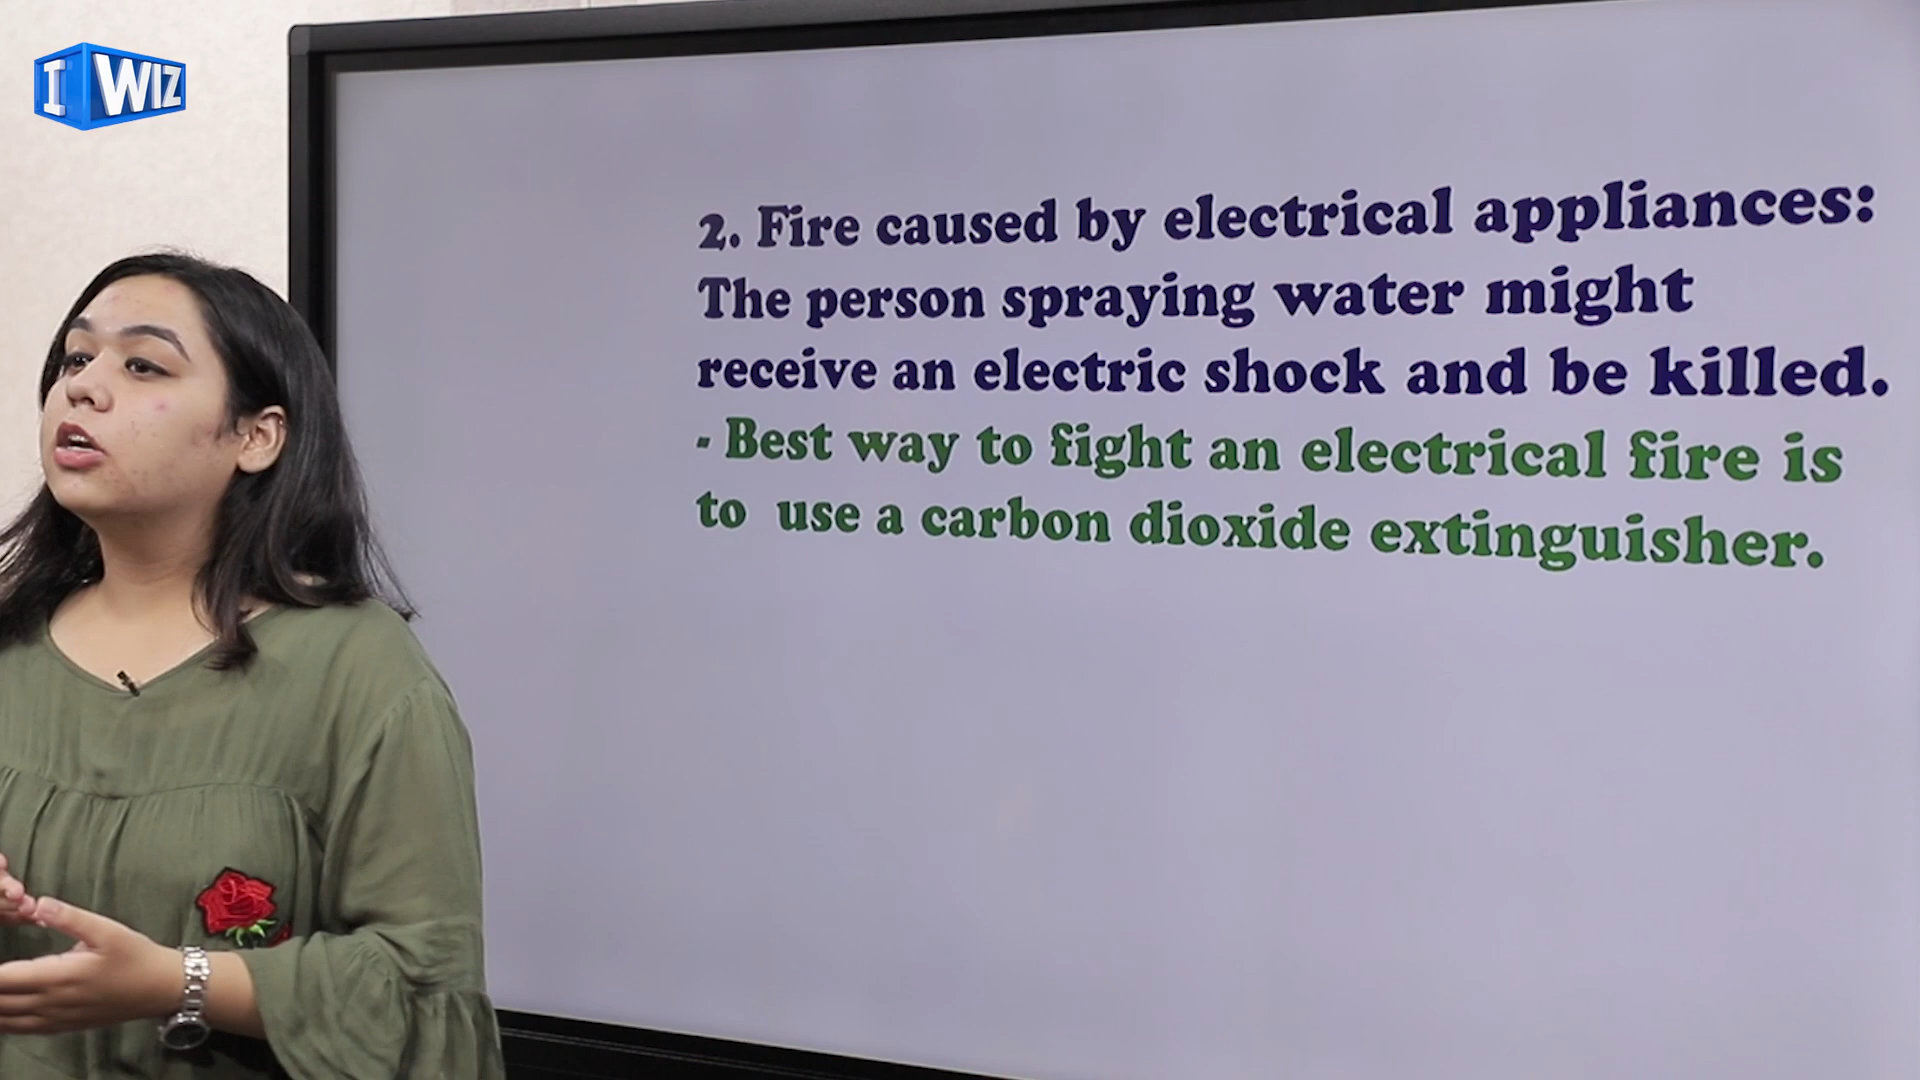 I WIZ
2. Fire caused by electrical appliances:
The person spraying water might
receive an electric shock and be killed.
- Best way to fight an electrical fire is
to use a carbon dioxide extinguisher.